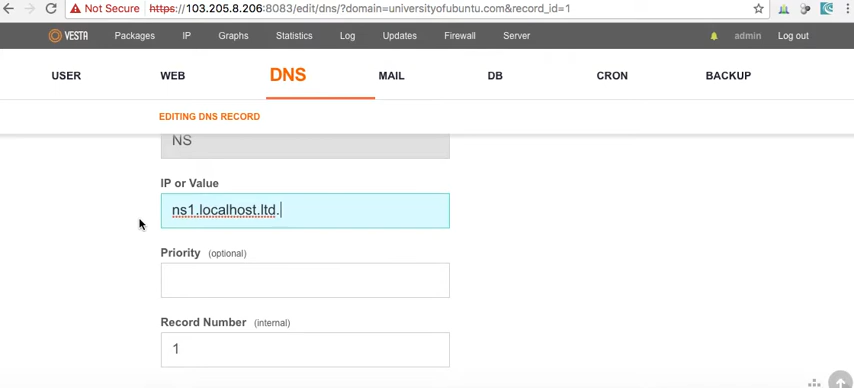 Not Secure https://103.205.8.206:8083/edit/dns/?domain=universityofubuntu.com&record_id=1
VESTA Packages IP Graphs Statistics Log Updates Firewall Server admin Log out
USER WEB DNS MAIL DB CRON BACKUP
EDITING DNS RECORD
NS
IP or Value
ns1.localhost.ltd.
Priority (optional)
Record Number (internal)
1